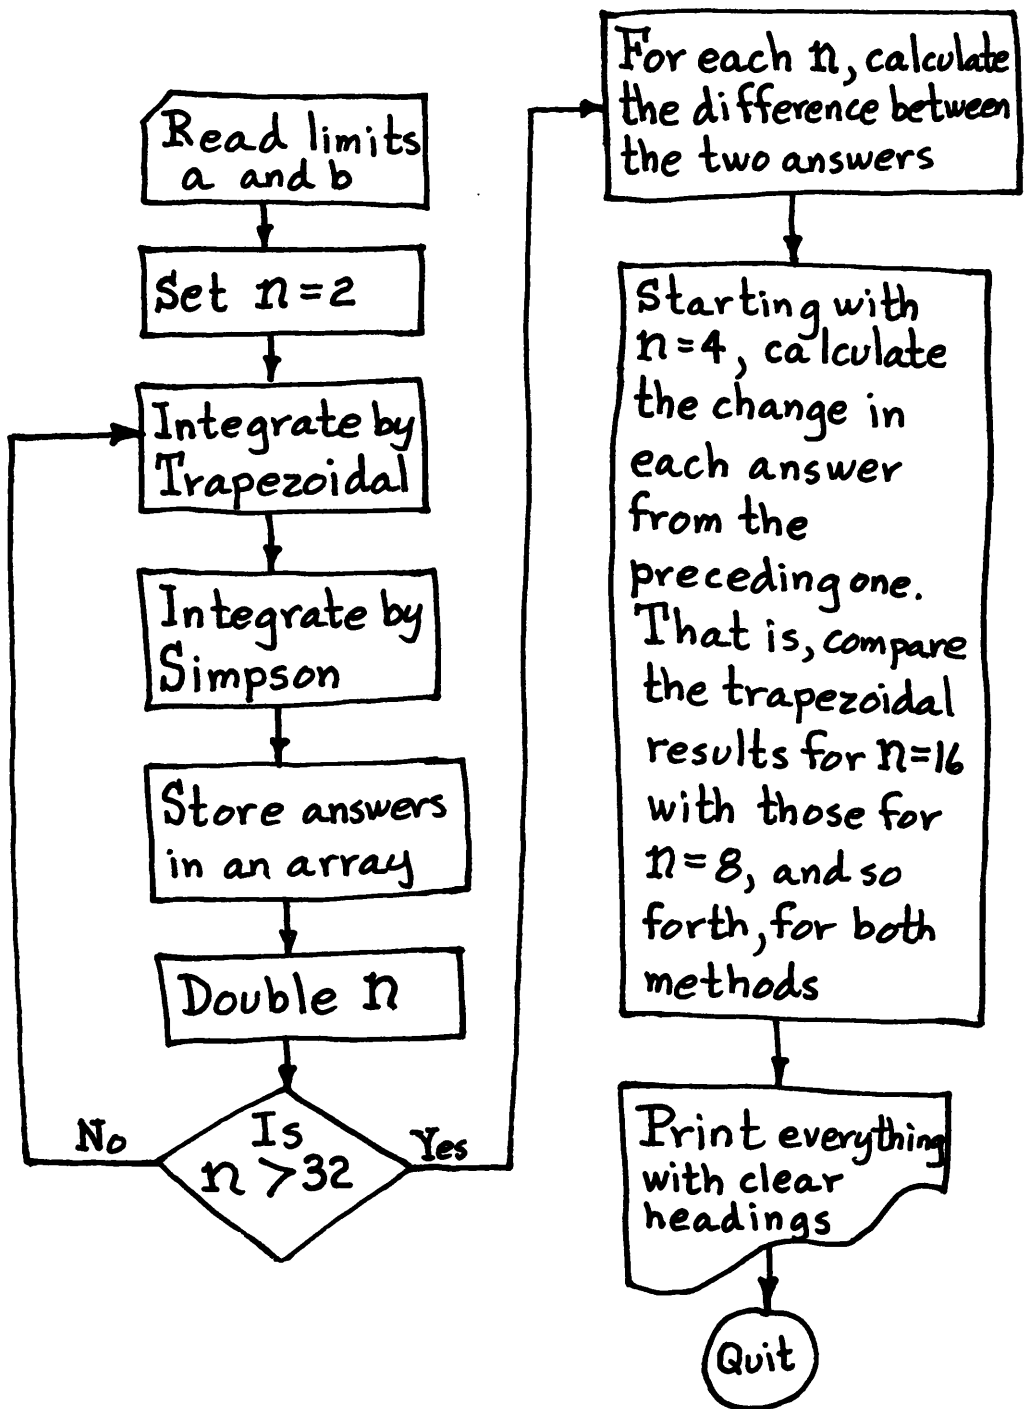 Read limits
a and b
Set n=2
Integrate by
Trapezoidal
Integrate by
Simpson
Store answers
in an array
Double n
Is
n >32
No
Yes
For each n, calculate
the difference between
the two answers
Starting with
n=4, calculate
the change in
each answer
from the
preceding one.
That is, compare
the trapezoidal
results for n=16
with those for
n=8, and so
forth, for both
methods
Print everything
with clear
headings
Quit